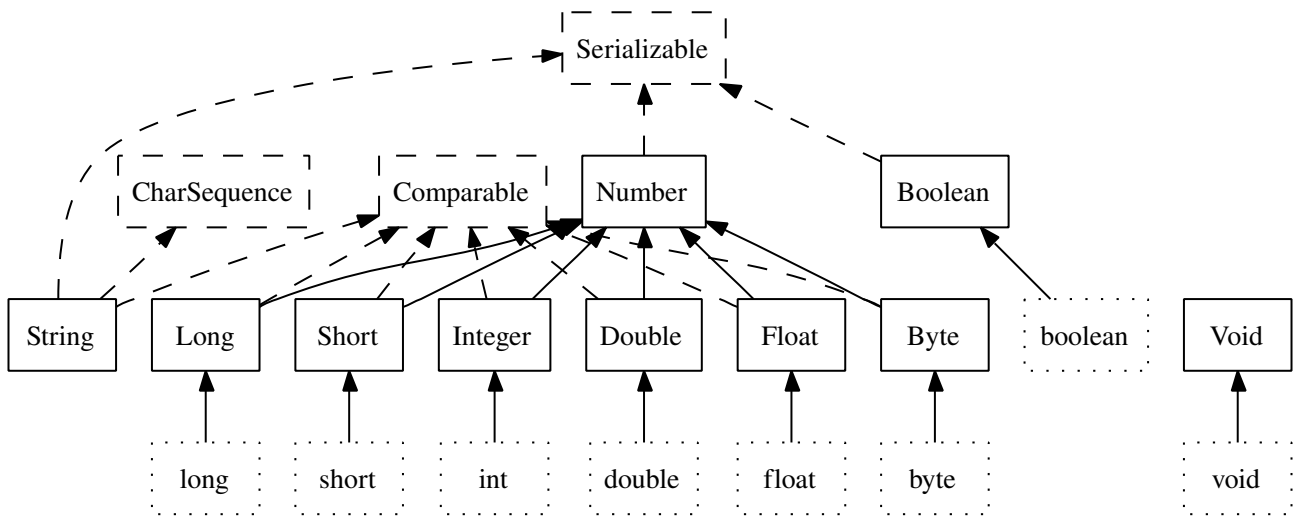 Serializable
CharSequence
Comparable
Number
Boolean
String
Long
Short
Integer
Double
Float
Byte
boolean
Void
long
short
int
double
float
byte
void